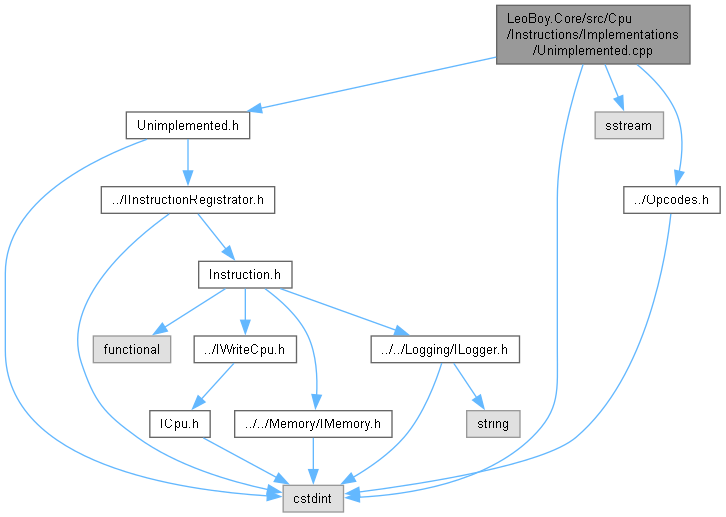 LeoBoy.Core/src/Cpu
/Instructions/Implementations
/Unimplemented.cpp
Unimplemented.h
sstream
../IInstructionRegistrator.h
../Opcodes.h
Instruction.h
functional
../IWriteCpu.h
../../Logging/ILogger.h
ICpu.h
../../Memory/IMemory.h
string
cstdint